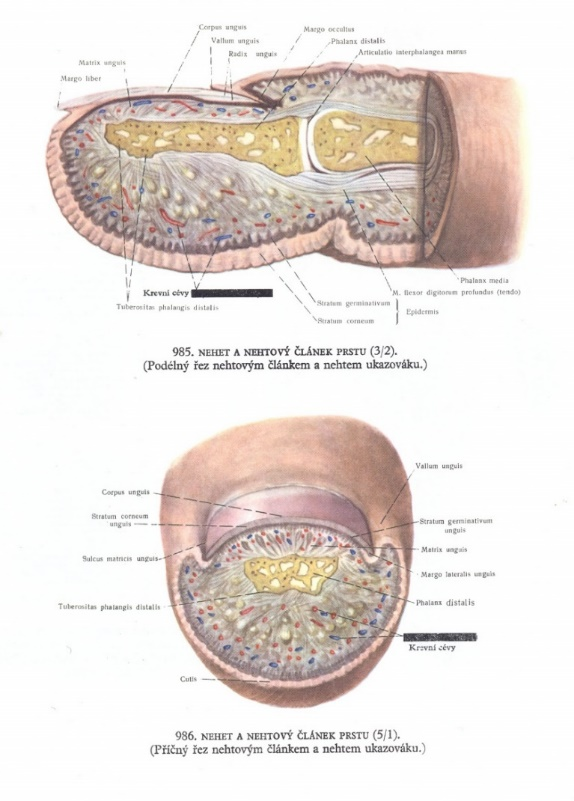 Corpus unguis
Margo occultus
Vallum unguis
Phalanx distalis
Radix unguis
Articulatio interphalangea manus
Matrix unguis
Margo liber
Phalanx media
Krevní cévy
M. flexor digitorum profundus (tendo)
Tuberositas phalangis distalis
Stratum germinativum
Epidermis
Stratum corneum
985. NEHET A NEHTOVÝ ČLÁNEK PRSTU (3/2).
(Podélný řez nehtovým článkem a nehtem ukazováku.)
Vallum unguis
Corpus unguis
Stratum corneum
unguis
Stratum germinativum
unguis
Sulcus matricis unguis
Matrix unguis
Margo lateralis unguis
Tuberositas phalangis distalis
Phalanx distalis
Krevní cévy
Cutis
986. NEHET A NEHTOVÝ ČLÁNEK PRSTU (5/1).
(Příčný řez nehtovým článkem a nehtem ukazováku.)